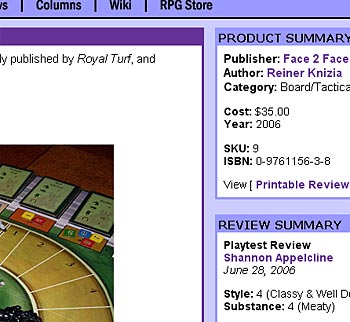 vs | Columns | Wiki | RPG Store
ly published by Royal Turf, and
PRODUCT SUMMARY
Publisher: Face 2 Face
Author: Reiner Knizia
Category: Board/Tactica
Cost: $35.00
Year: 2006
SKU: 9
ISBN: 0-9761156-3-8
View [ Printable Review
REVIEW SUMMARY
Playtest Review
Shannon Appelcline
June 28, 2006
Style: 4 (Classy & Well Do
Substance: 4 (Meaty)